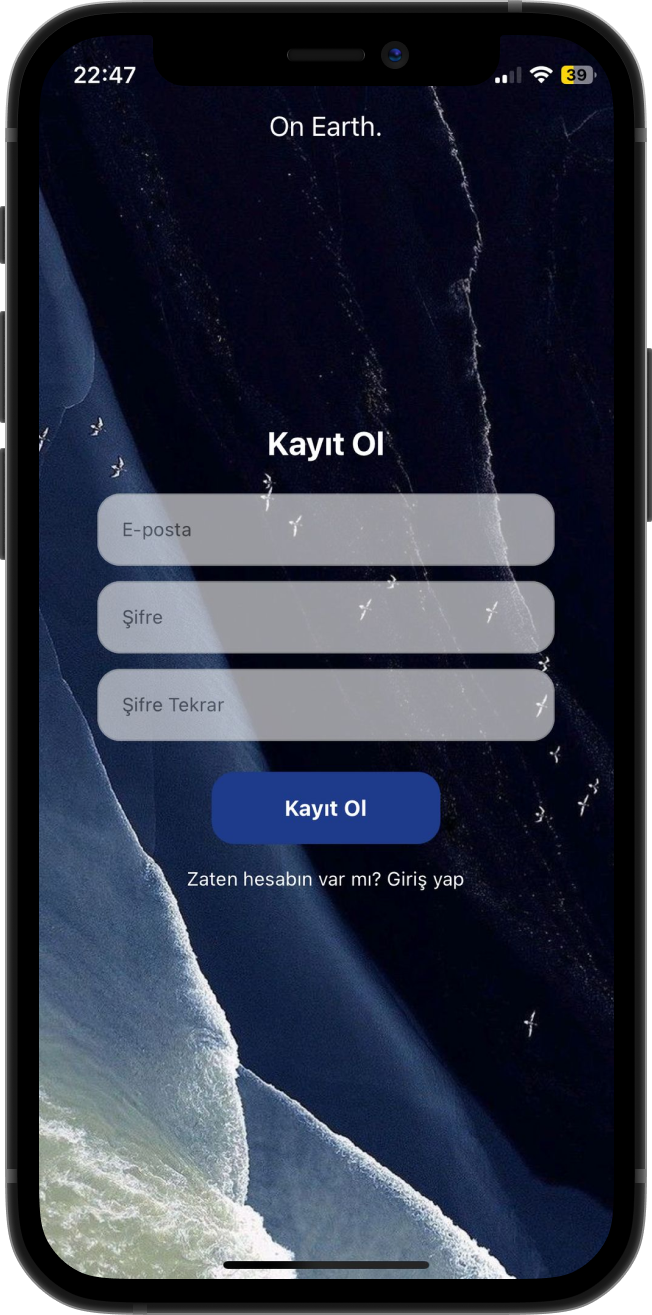 22:47
39
On Earth.
Kayıt Ol
E-posta
Şifre
Şifre Tekrar
Kayıt Ol
Zaten hesabın var mı? Giriş yap